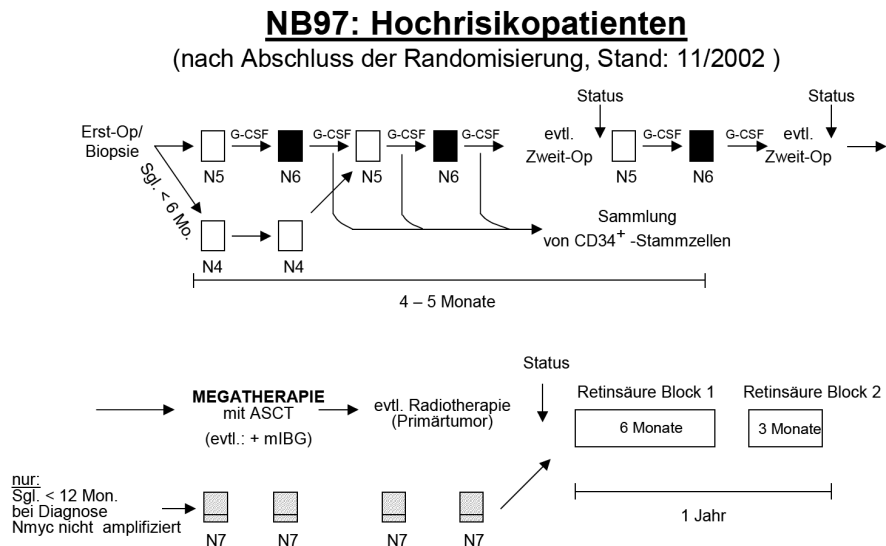 NB97: Hochrisikopatienten
(nach Abschluss der Randomisierung, Stand: 11/2002 )
Status
Status
Erst-Op/
Biopsie
G-CSF
G-CSF
G-CSF
G-CSF
evtl.
Zweit-Op
G-CSF
G-CSF
evtl.
Zweit-Op
N5
N6
N5
N6
N5
N6
Sgl. < 6 Mo.
Sammlung
von CD34+ -Stammzellen
N4
N4
4 – 5 Monate
Status
MEGATHERAPIE
mit ASCT
(evtl.: + mIBG)
evtl. Radiotherapie
(Primärtumor)
Retinsäure Block 1
Retinsäure Block 2
6 Monate
3 Monate
nur:
Sgl. < 12 Mon.
bei Diagnose
Nmyc nicht amplifiziert
N7
N7
N7
N7
1 Jahr